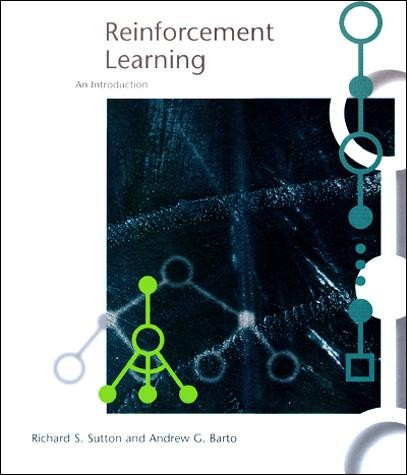 Reinforcement
Learning
An Introduction
Richard S. Sutton and Andrew G. Barto